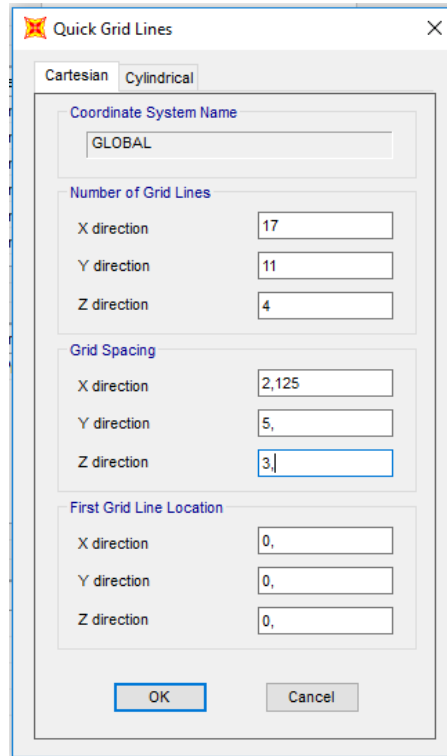 Quick Grid Lines
Cartesian
Cylindrical
Coordinate System Name
GLOBAL
Number of Grid Lines
X direction 17
Y direction 11
Z direction 4
Grid Spacing
X direction 2,125
Y direction 5,
Z direction 3,
First Grid Line Location
X direction 0,
Y direction 0,
Z direction 0,
OK
Cancel